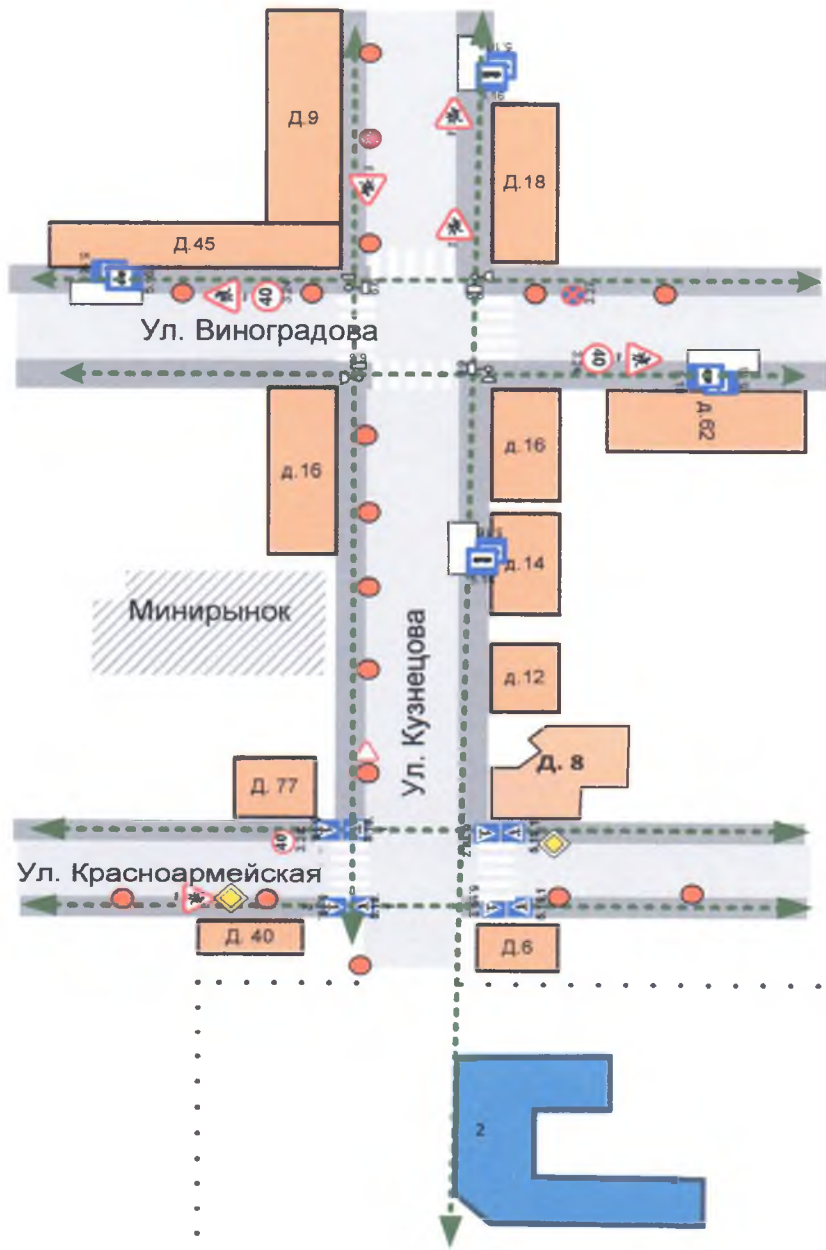 Д.9
Д.18
Д.45
40
Ул. Виноградова
40
д.62
д.16
д.16
д.14
Минирынок
Ул. Кузнецова
д.12
Д. 8
Д. 77
40
Ул. Красноармейская
Д. 40
Д.6
2